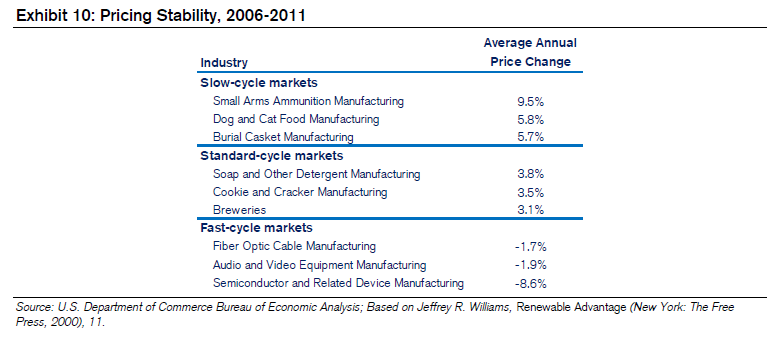 Exhibit 10: Pricing Stability, 2006-2011
Average Annual
Industry Price Change
Slow-cycle markets
Small Arms Ammunition Manufacturing 9.5%
Dog and Cat Food Manufacturing 5.8%
Burial Casket Manufacturing 5.7%
Standard-cycle markets
Soap and Other Detergent Manufacturing 3.8%
Cookie and Cracker Manufacturing 3.5%
Breweries 3.1%
Fast-cycle markets
Fiber Optic Cable Manufacturing -1.7%
Audio and Video Equipment Manufacturing -1.9%
Semiconductor and Related Device Manufacturing -8.6%
Source: U.S. Department of Commerce Bureau of Economic Analysis; Based on Jeffrey R. Williams, Renewable Advantage (New York: The Free
Press, 2000), 11.